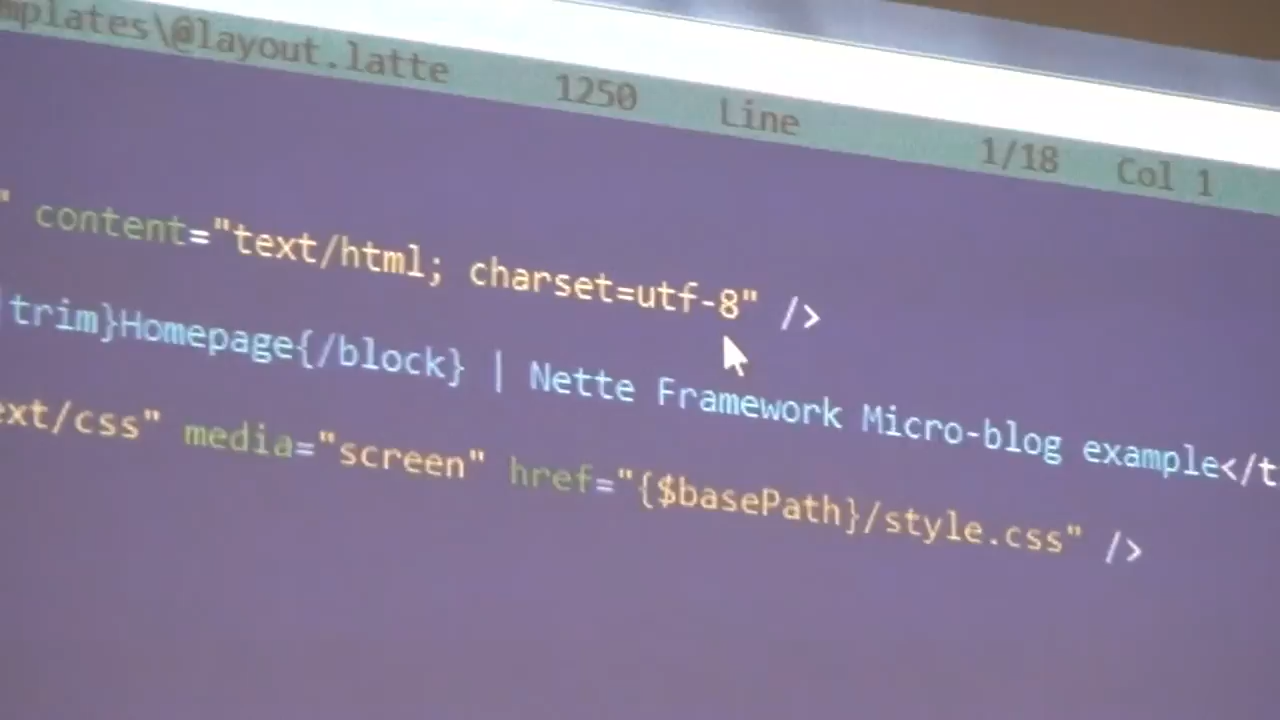 mplates\@layout.latte 1250 Line 1/18 Col 1
" content="text/html; charset=utf-8" />
|trim}Homepage{/block} | Nette Framework Micro-blog example</t
ext/css" media="screen" href="{$basePath}/style.css" />